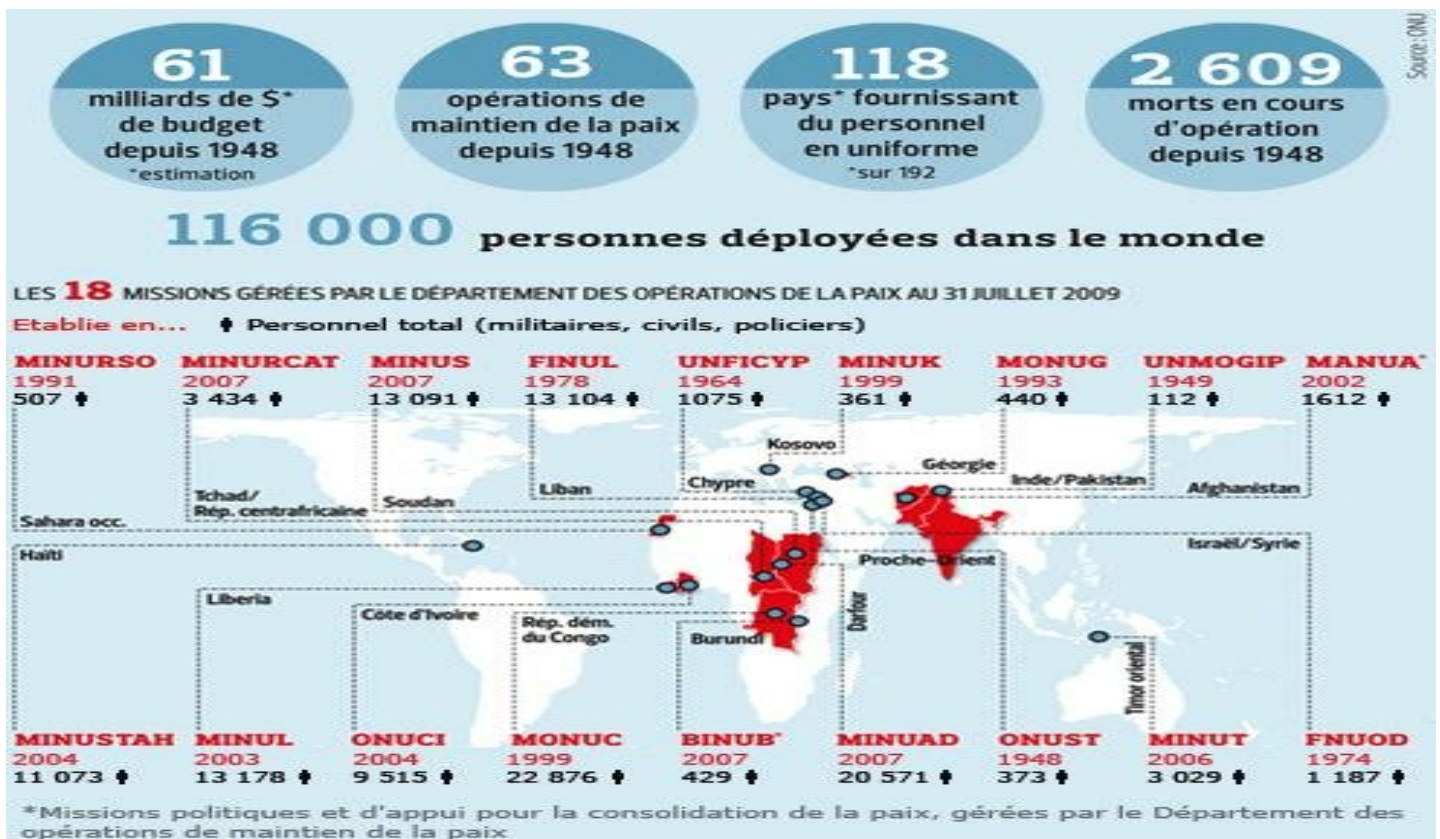 61
milliards de $*
de budget
depuis 1948
*estimation
63
opérations de
maintien de la paix
depuis 1948
118
pays* fournissant
du personnel
en uniforme
*sur 192
2 609
morts en cours
d'opération
depuis 1948
Source: ONU
116 000 personnes déployées dans le monde
LES 18 MISSIONS GÉRÉES PAR LE DÉPARTEMENT DES OPÉRATIONS DE LA PAIX AU 31 JUILLET 2009
Etablie en... Personnel total (militaires, civils, policiers)
MINURSO
1991
507
MINURCAT
2007
3 434
MINUS
2007
13 091
FINUL
1978
13 104
UNFICYP
1964
1075
MINUK
1999
361
MONUG
1993
440
UNMOGIP
1949
112
MANUA*
2002
1612
Kosovo
Géorgie
Inde/Pakistan
Afghanistan
Chypre
Liban
Soudan
Tchad/
Rép. centrafricaine
Sahara occ.
Haïti
Israël/Syrie
Proche-Orient
Liberia
Côte d'Ivoire
Rép. dém.
du Congo
Burundi
Darfour
Timor oriental
MINUSTAH
2004
11 073
MINUL
2003
13 178
ONUCI
2004
9 515
MONUC
1999
22 876
BINUB*
2007
429
MINUAD
2007
20 571
ONUST
1948
373
MINUT
2006
3 029
FNUOD
1974
1 187
*Missions politiques et d'appui pour la consolidation de la paix, gérées par le Département des
opérations de maintien de la paix